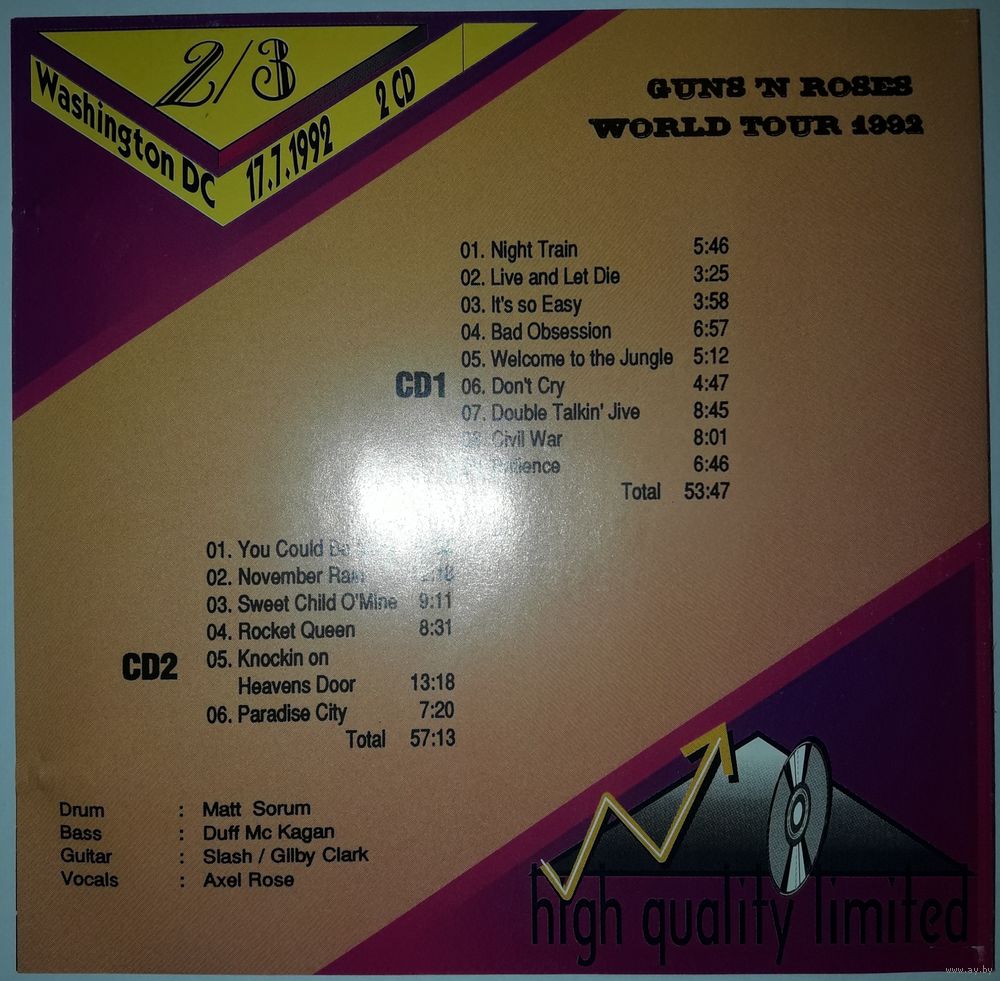 2/3
Washington DC 17.7.1992 2 CD
GUNS 'N ROSES
WORLD TOUR 1992
CD1
01. Night Train 5:46
02. Live and Let Die 3:25
03. It's so Easy 3:58
04. Bad Obsession 6:57
05. Welcome to the Jungle 5:12
06. Don't Cry 4:47
07. Double Talkin' Jive 8:45
Civil War 8:01
6:46
Total 53:47
CD2
01. You Could
02. November Rain
03. Sweet Child O'Mine 9:11
04. Rocket Queen 8:31
05. Knockin on
Heavens Door 13:18
06. Paradise City 7:20
Total 57:13
Drum : Matt Sorum
Bass : Duff Mc Kagan
Guitar : Slash / Gilby Clark
Vocals : Axel Rose
high quality limited
www.ay.by